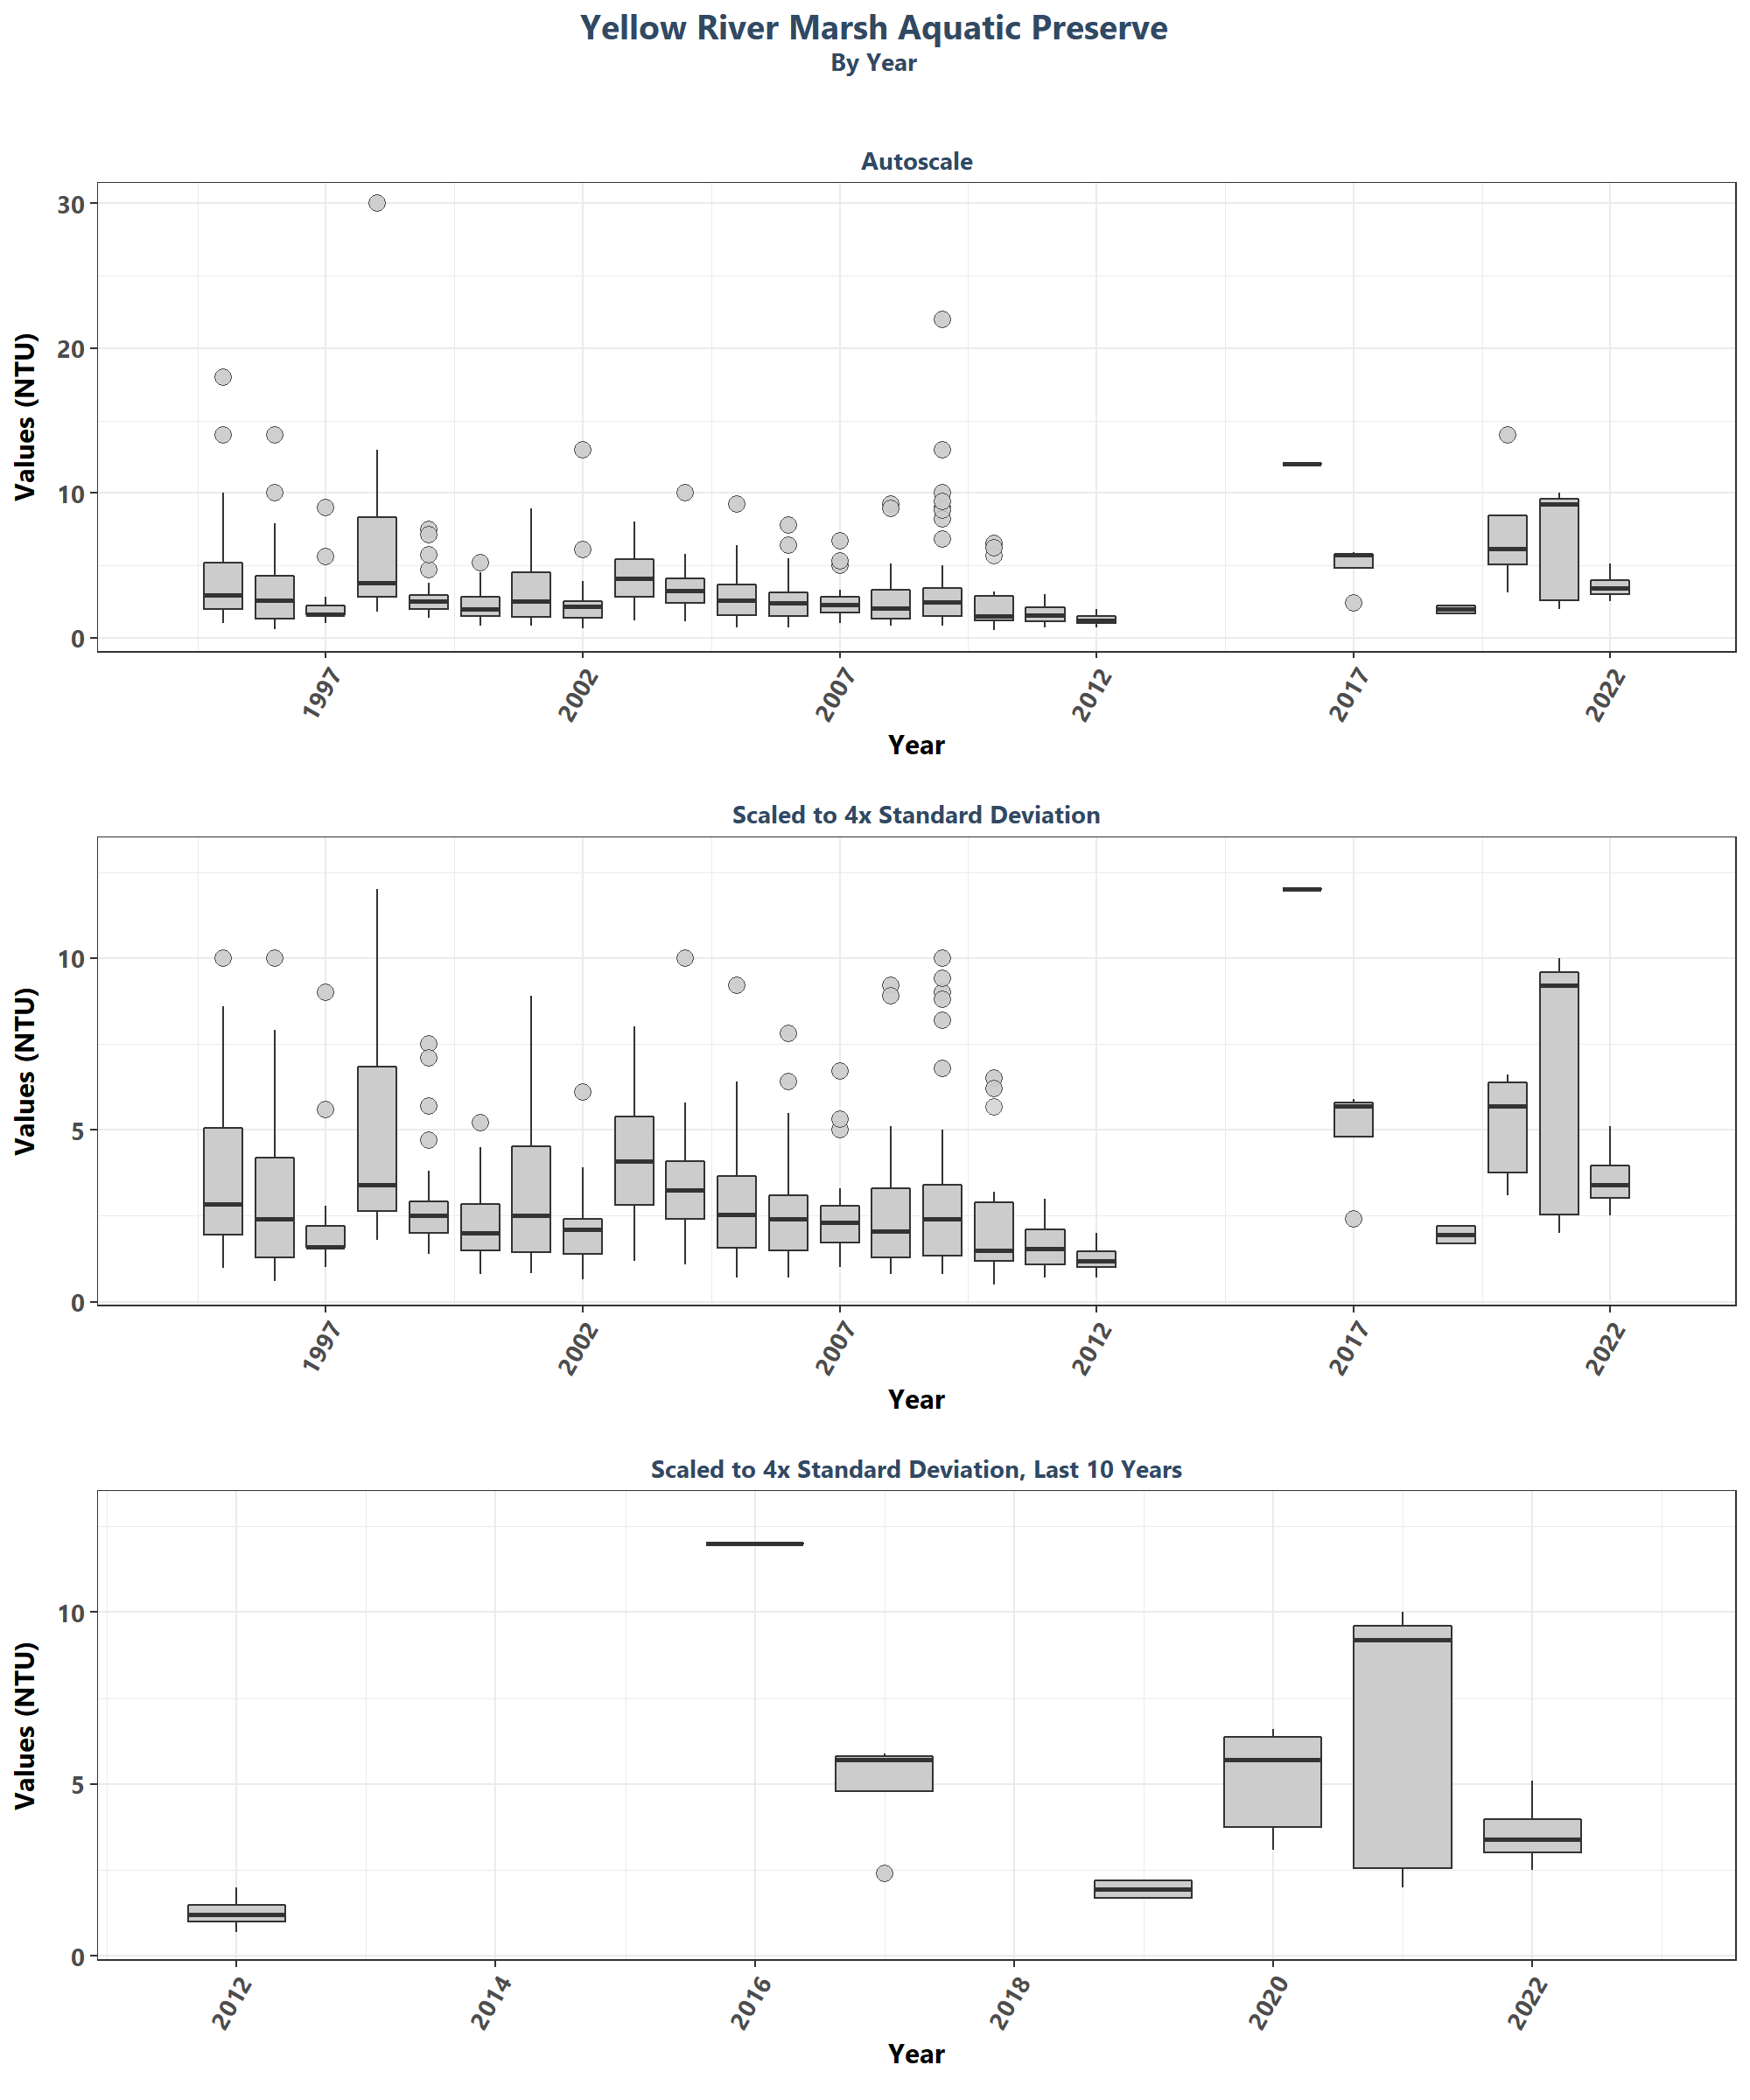 Yellow River Marsh Aquatic Preserve
By Year
Autoscale
30
20
10
0
Values (NTU)
1997
2002
2007
2012
2017
2022
Year
Scaled to 4x Standard Deviation
10
5
0
Values (NTU)
1997
2002
2007
2012
2017
2022
Year
Scaled to 4x Standard Deviation, Last 10 Years
10
5
0
Values (NTU)
2012
2014
2016
2018
2020
2022
Year